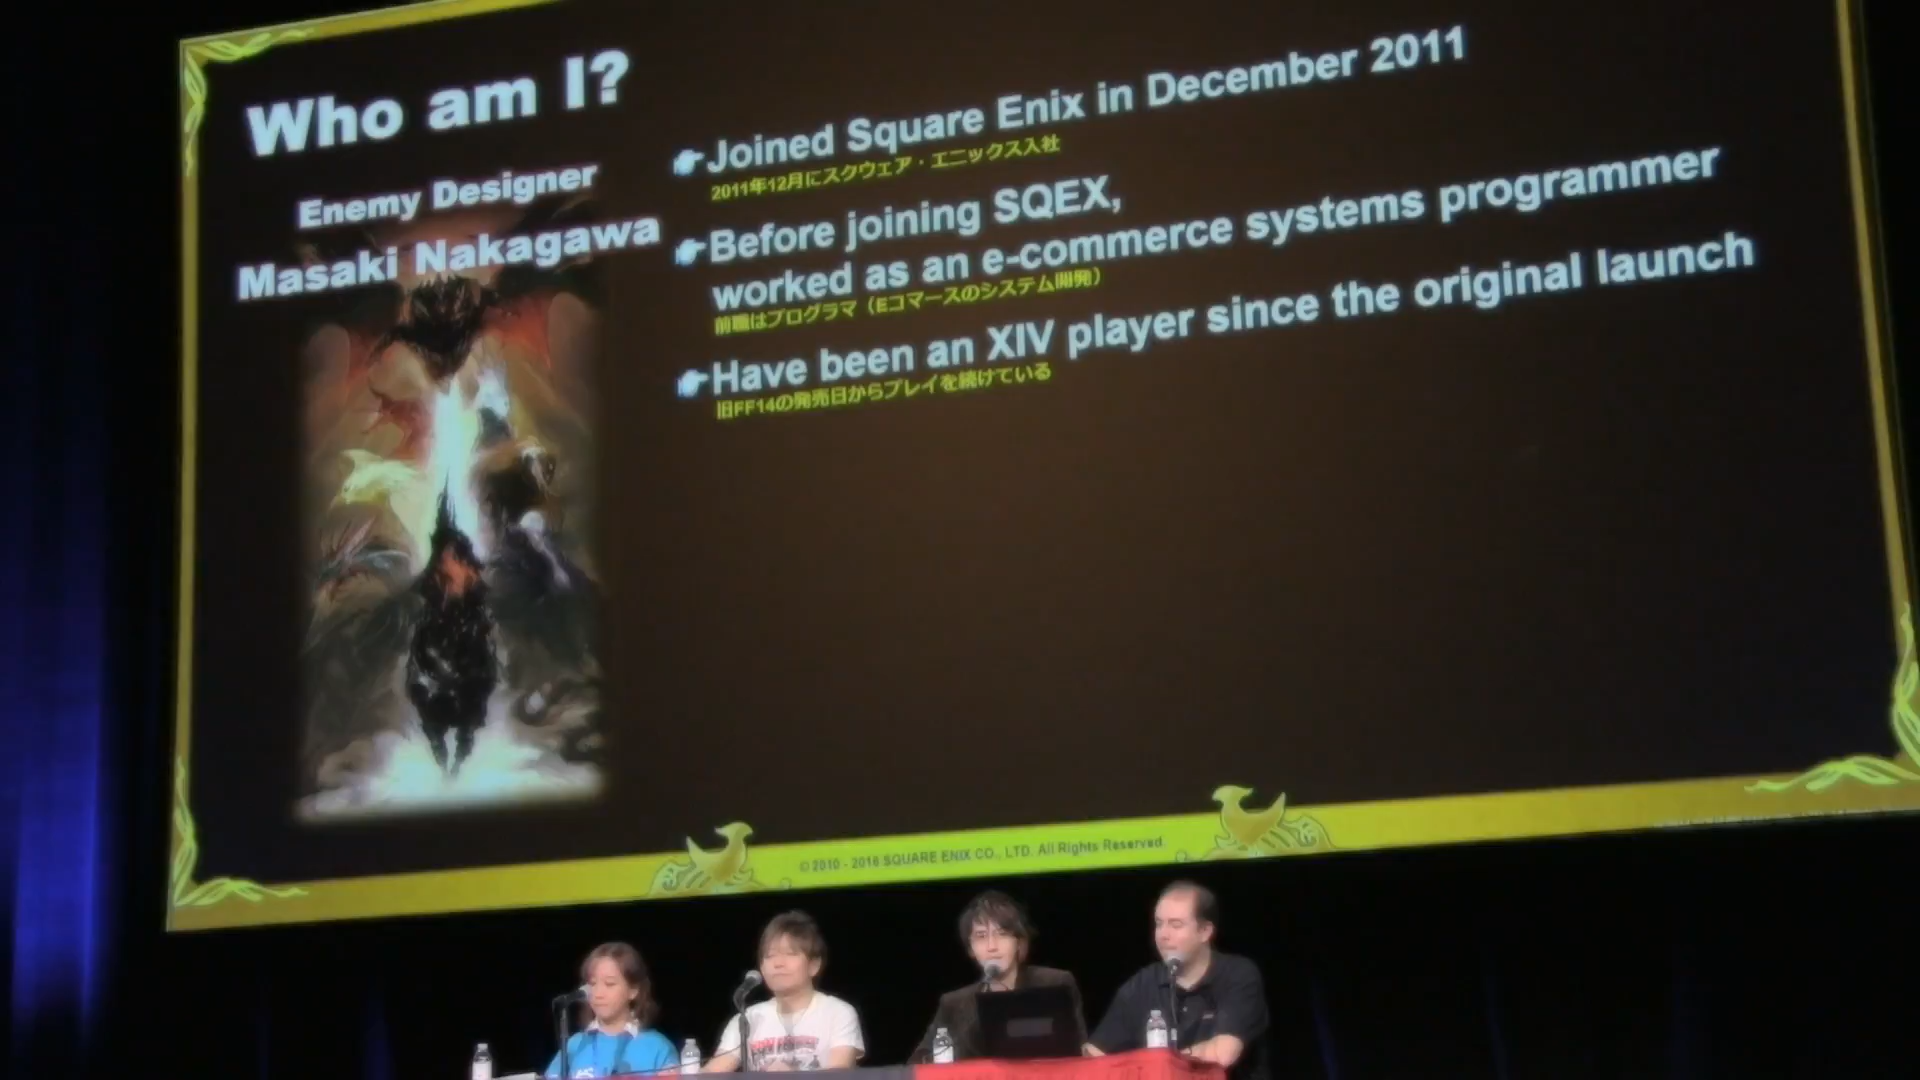 Who am I?
Enemy Designer
Masaki Nakagawa
Joined Square Enix in December 2011
2011年12月にスクウェア・エニックス入社
Before joining SQEX,
worked as an e-commerce systems programmer
前職はプログラマ（Eコマースのシステム開発）
Have been an XIV player since the original launch
旧FF14の発売日からプレイを続けている
© 2010 - 2016 SQUARE ENIX CO., LTD. All Rights Reserved.